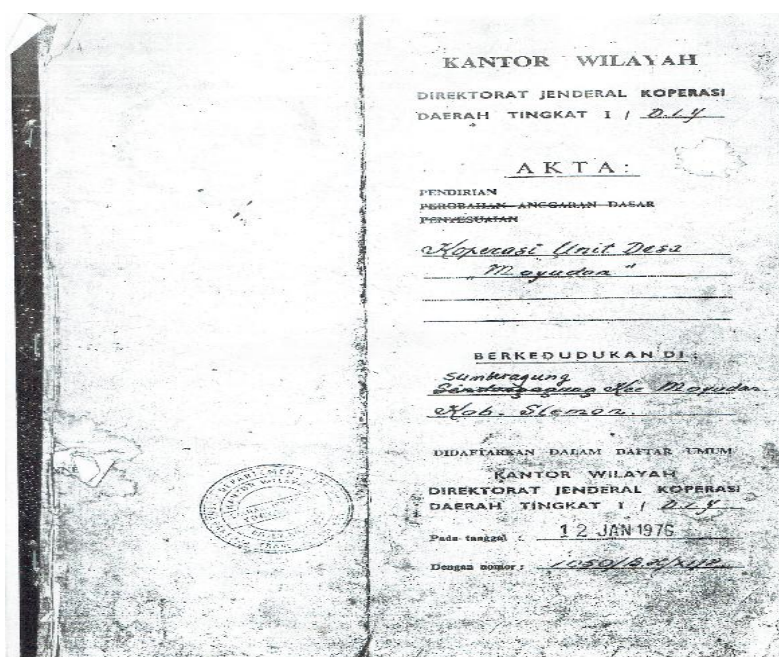 KANTOR WILAYAH
DIREKTORAT JENDERAL KOPERASI
DAERAH TINGKAT I / D.I.Y
AKTA:
PENDIRIAN
PEROBAHAN ANGGARAN DASAR
PENYESUAIAN
Koperasi Unit Desa
"Moyudan"
BERKEDUDUKAN DI :
Sumberagung
Kec Moyudan
Kab. Sleman.
DIDAFTARKAN DALAM DAFTAR UMUM
KANTOR WILAYAH
DIREKTORAT JENDERAL KOPERASI
DAERAH TINGKAT I / D.I.Y
Pada tanggal : 12 JAN 1976
Dengan nomor :
DEPARTEMEN